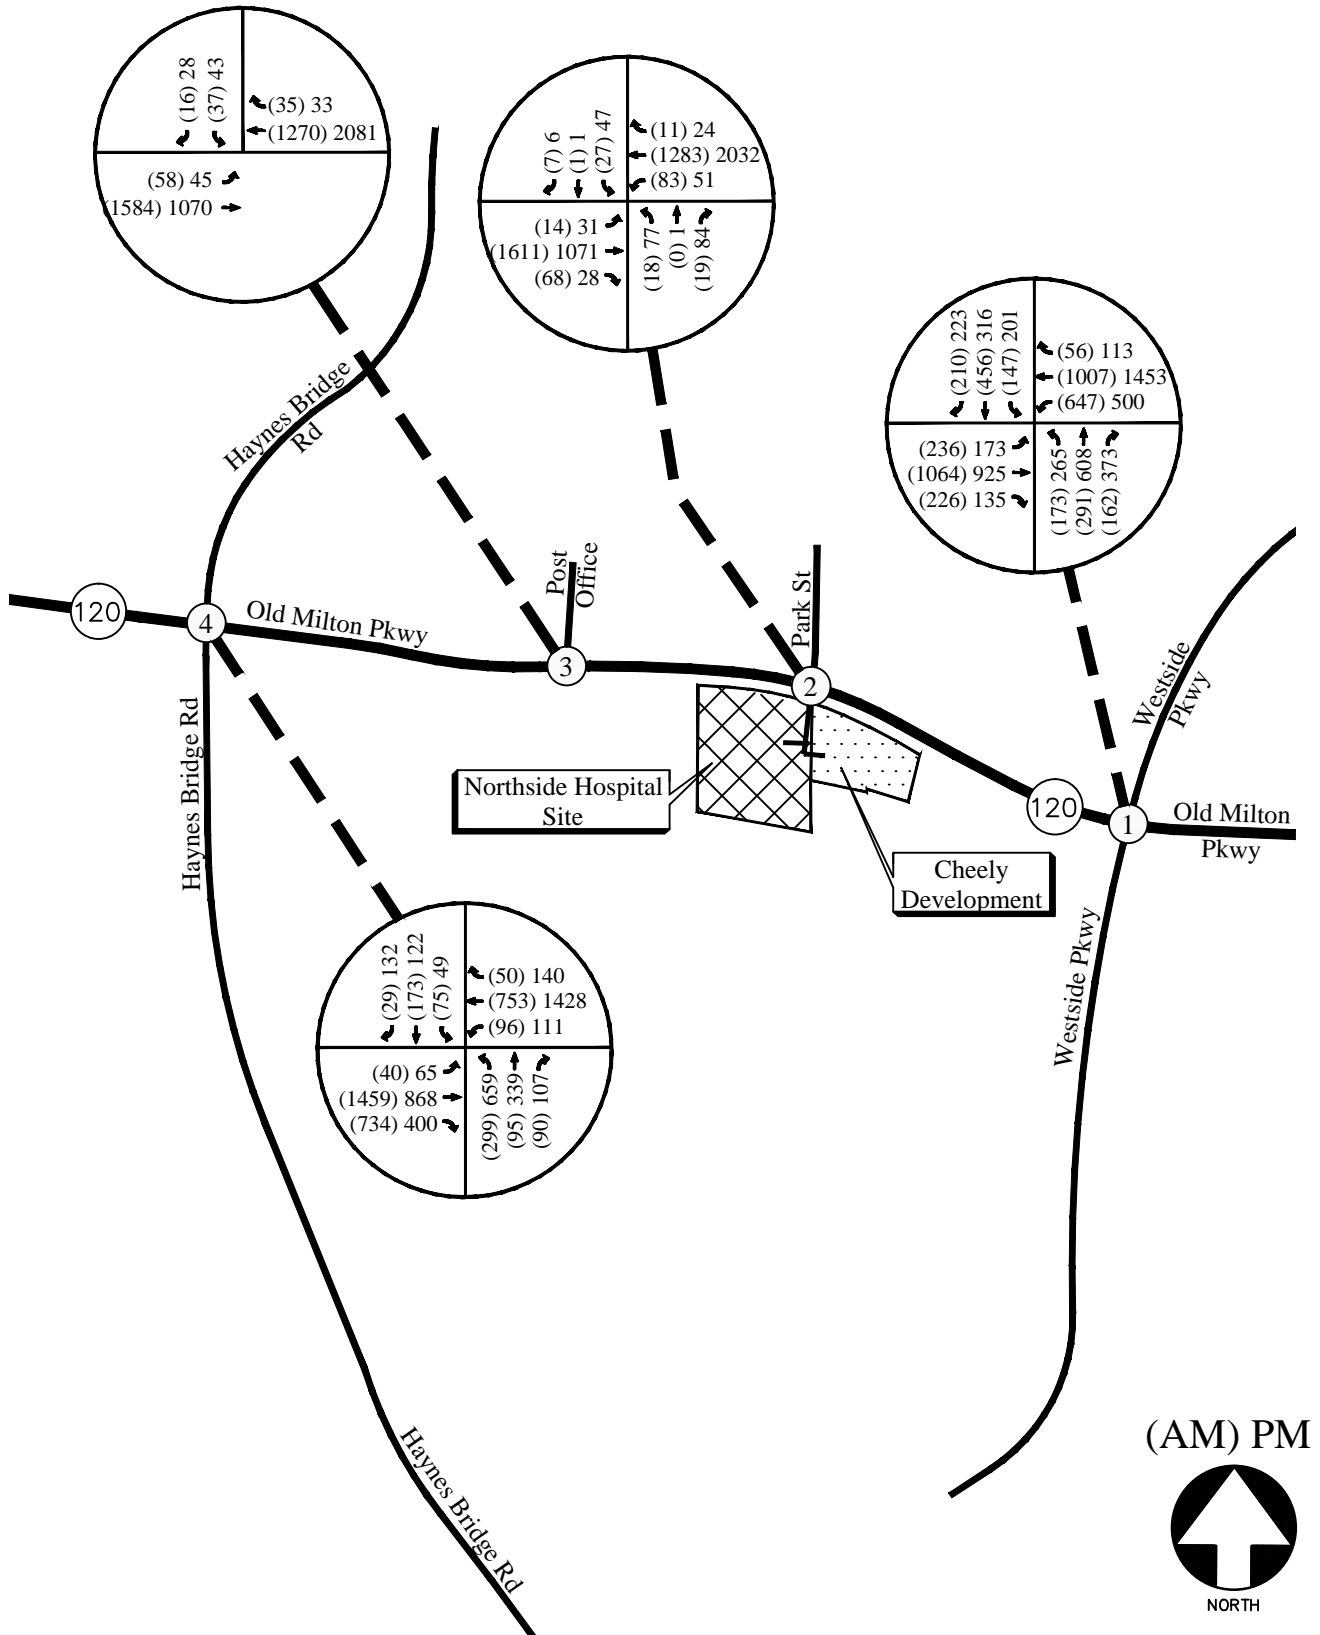 (16) 28
(37) 43
(35) 33
(1270) 2081
(58) 45
(1584) 1070
(7) 6
(1) 1
(27) 47
(11) 24
(1283) 2032
(83) 51
(14) 31
(1611) 1071
(68) 28
(18) 77
(0) 1
(19) 84
(210) 223
(456) 316
(147) 201
(56) 113
(1007) 1453
(647) 500
(236) 173
(1064) 925
(226) 135
(173) 265
(291) 608
(162) 373
Haynes Bridge
Rd
Post
Office
Park St
120
4
Old Milton Pkwy
3
2
Westside
Pkwy
Haynes Bridge Rd
Northside Hospital
Site
120
1
Old Milton
Pkwy
Cheely
Development
Westside Pkwy
(29) 132
(173) 122
(75) 49
(50) 140
(753) 1428
(96) 111
(40) 65
(1459) 868
(734) 400
(299) 659
(95) 339
(90) 107
Haynes Bridge Rd
(AM) PM
NORTH